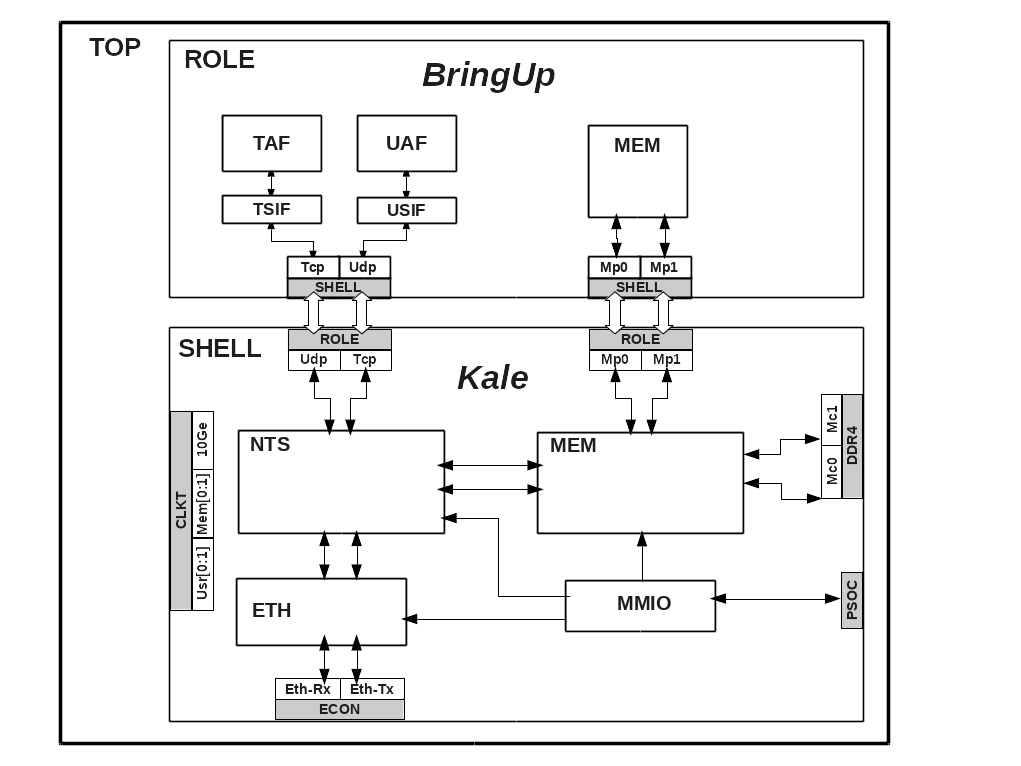 TOP
ROLE
BringUp
TAF
UAF
MEM
TSIF
USIF
Tcp
Udp
SHELL
Mp0
Mp1
SHELL
SHELL
ROLE
Udp
Tcp
ROLE
Mp0
Mp1
Kale
CLKT
10Ge
Mem[0:1]
Usr[0:1]
NTS
MEM
Mc1
Mc0
DDR4
ETH
MMIO
PSOC
Eth-Rx
Eth-Tx
ECON